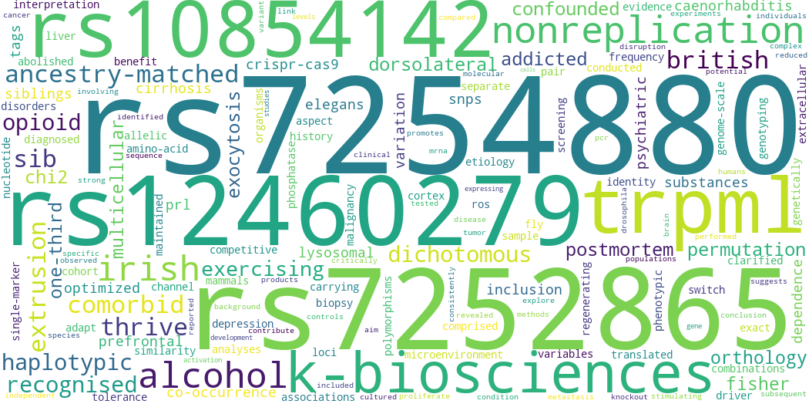 cancer interpretation rs10854142 variant link levels compared confounded evidence caenorhabditis
tags liver nonreplication experiments individuals
abolished benefit crispr-cas9 dorsolateral disruption complex
ancestry-matched addicted frequency british reduced
siblings cirrhosis organisms involving molecular pair conducted potential
disorders identified studies elegans separate snps screening psychiatric genome-scale extracellular
opioid rs7254880
nucleotide diagnosed allelic aspect variation cells
sib multicellular amino-acid exocytosis history promotes mrna pcr genotyping
chi2 sequence clinical etiology humans
strong phosphatase identity substances genetically
rs12460279 trpml
maintained prl malignancy cortex ros expressing fly drosophila brain
tested disease sample performed
one-third specific observed competitive lysosomal tumor dichotomous postmortem permutation
extrusion cohort irish exercising populations clarified
single-marker optimized channel mammals carrying critically inclusion regenerating phenotypic switch suggests
comorbid products biopsy polymorphisms consistently explore dependence
rs7252865
adapt thrive background depression controls revealed methods conclusion exact
species prefrontal reported development contribute aim gene
similarity analyses loci microenvironment variables translated orthology
haplotypic alcohol k-biosciences combinations
recognised activation co-occurrence included associations cultured proliferate condition metastasis knockout stimulating fisher driver
independent tolerance subsequent